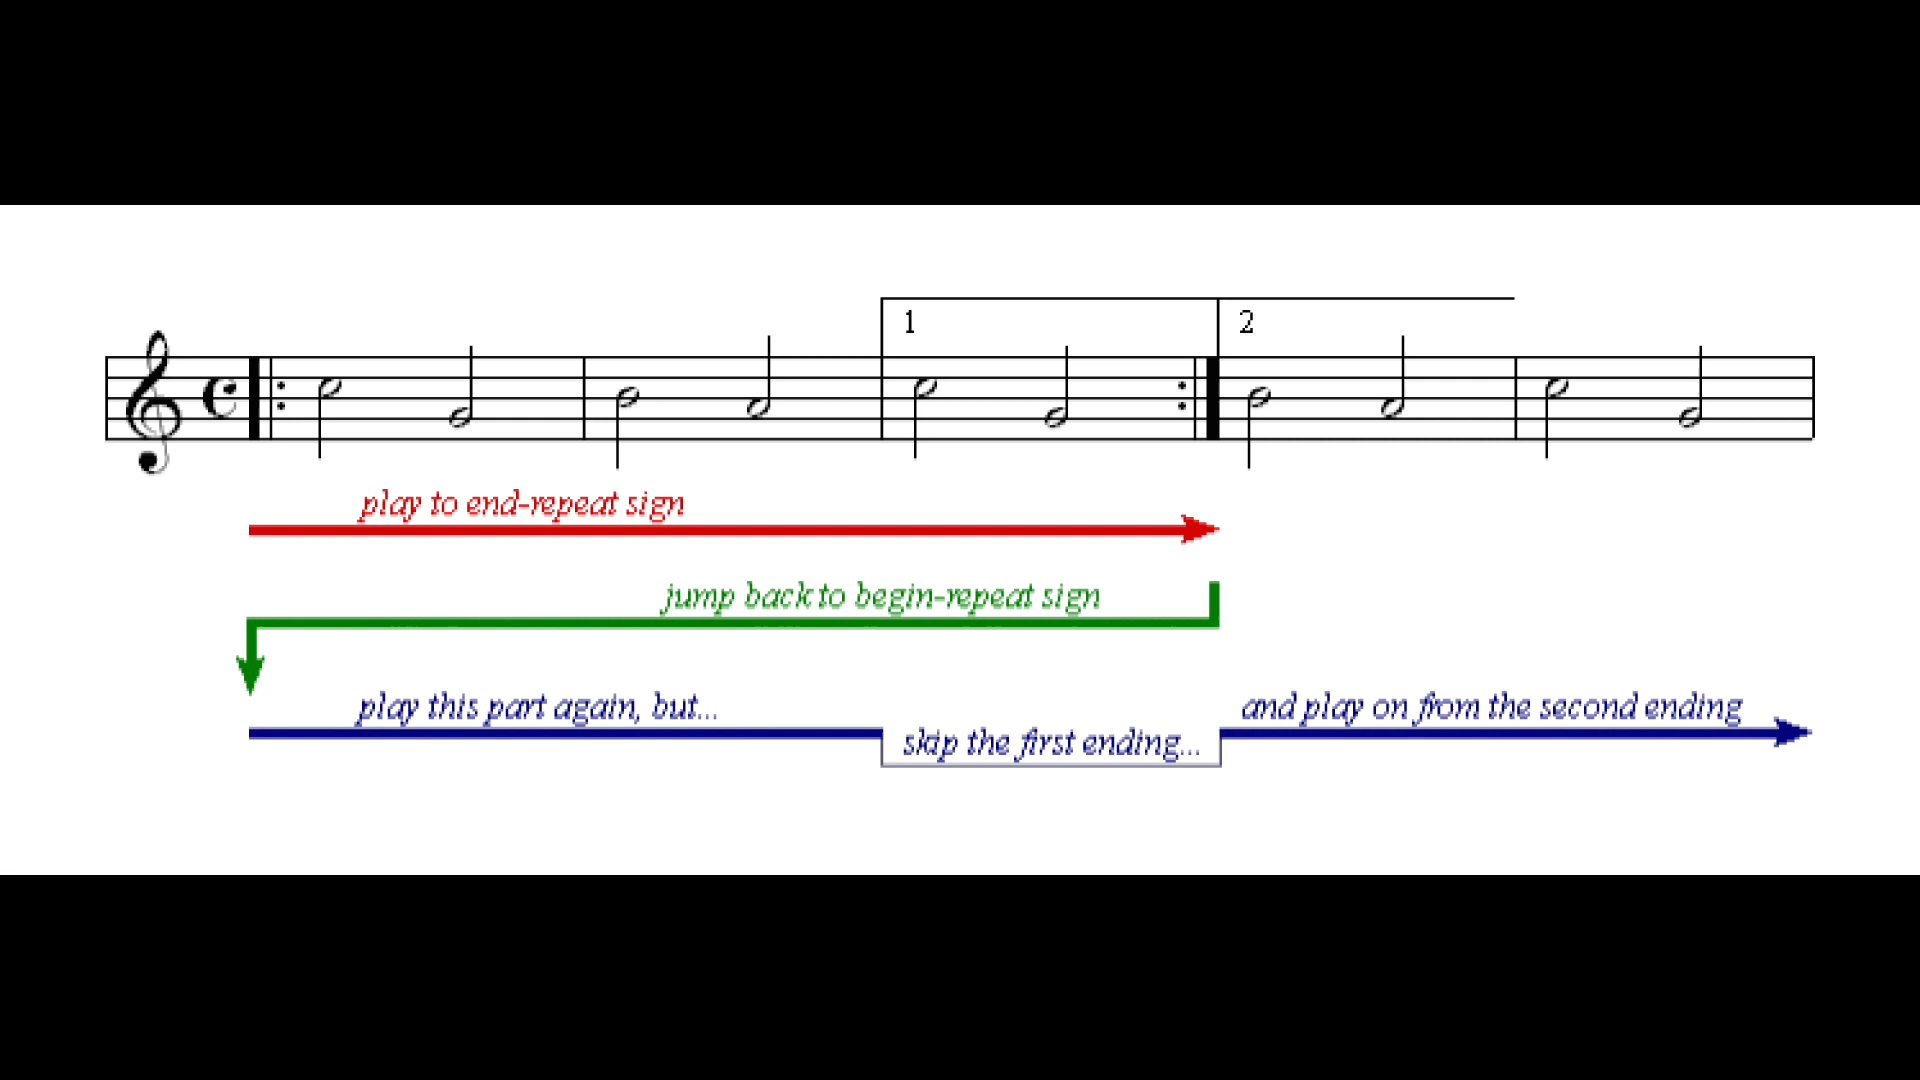 1 2
play to end-repeat sign
jump back to begin-repeat sign
play this part again, but...
skip the first ending...
and play on from the second ending